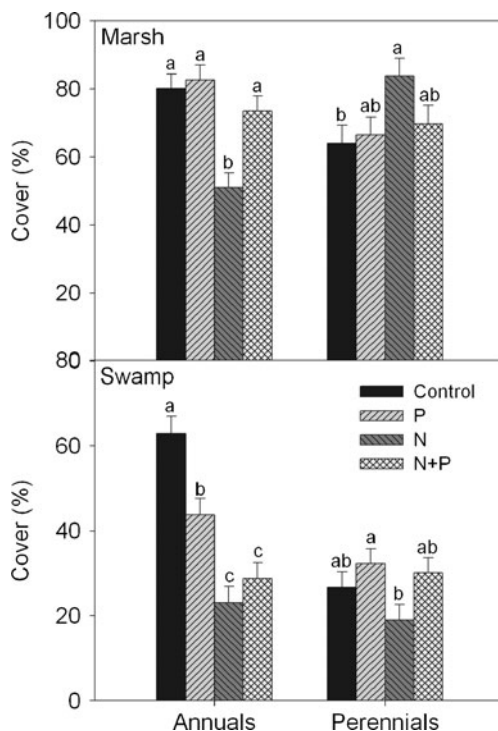 100
Marsh
a
a
a
a
80
b
ab
ab
60
b
40
20
Cover (%)
80
0
Swamp
a
Control
P
N
N+P
60
b
40
c
c
ab
a
b
ab
20
0
Cover (%)
Annuals
Perennials